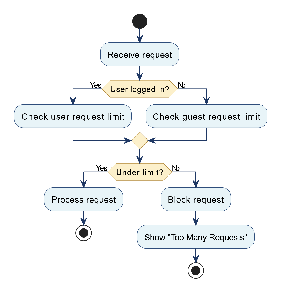 Receive request
User logged in?
Yes
No
Check user request limit
Check guest request limit
Under limit?
Yes
No
Process request
Block request
Show "Too Many Requests"